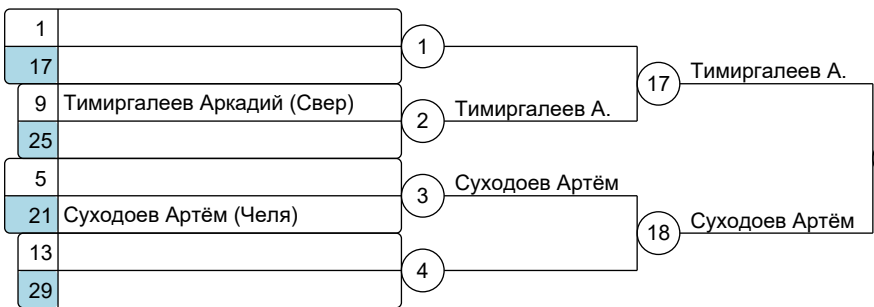 1
1
17
17
Тимиргалеев А.
9 Тимиргалеев Аркадий (Свер)
2
Тимиргалеев А.
25
5
3
Суходоев Артём
21 Суходоев Артём (Челя)
18
Суходоев Артём
13
4
29